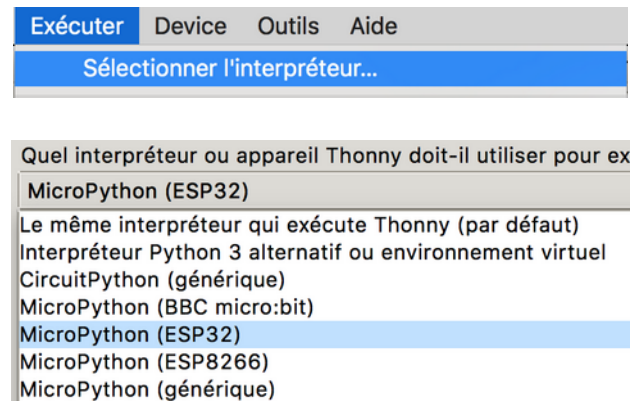 Exécuter Device Outils Aide
Sélectionner l'interpréteur...
Quel interpréteur ou appareil Thonny doit-il utiliser pour ex
MicroPython (ESP32)
Le même interpréteur qui exécute Thonny (par défaut)
Interpréteur Python 3 alternatif ou environnement virtuel
CircuitPython (générique)
MicroPython (BBC micro:bit)
MicroPython (ESP32)
MicroPython (ESP8266)
MicroPython (générique)